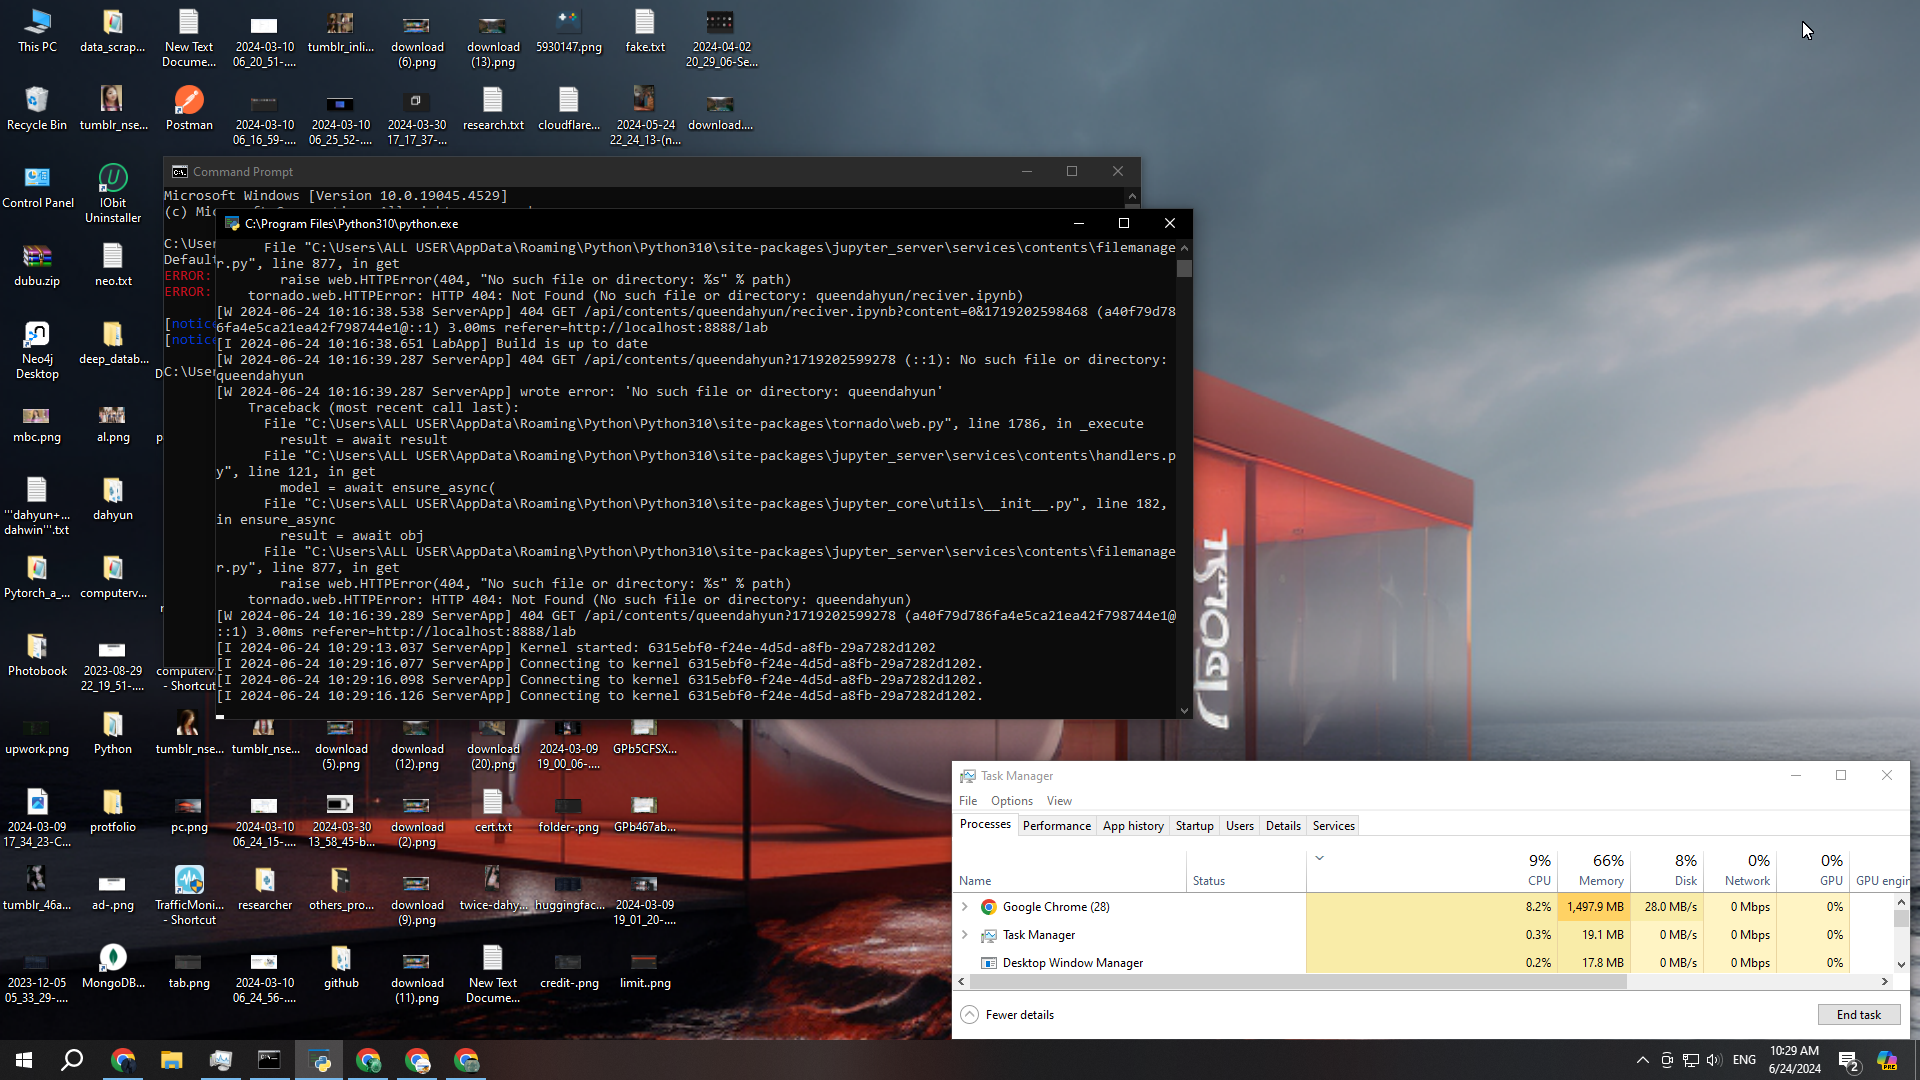 This PC
data_scrap...
New Text
Docume...
2024-03-10
06_20_51-....
tumblr_inli...
download
(6).png
download
(13).png
5930147.png
fake.txt
2024-04-02
20_29_06-Se...
Recycle Bin
tumblr_nse...
Postman
2024-03-10
06_16_59-....
2024-03-10
06_25_52-....
2024-03-30
17_17_37-...
research.txt
cloudflare...
2024-05-24
22_24_13-(n...
download....
Control Panel
IObit
Uninstaller
dubu.zip
neo.txt
Neo4j
Desktop
deep_datab...
mbc.png
al.png
'''dahyun+...
dahwin'''.txt
dahyun
Pytorch_a_...
computerv...
Photobook
2023-08-29
22_19_51-....
computerv...
- Shortcut
Command Prompt
Microsoft Windows [Version 10.0.19045.4529]
(c) Mic
C:\User
Default
ERROR:
ERROR:
[notice
[notice
C:\User
C:\Program Files\Python310\python.exe
File "C:\Users\ALL USER\AppData\Roaming\Python\Python310\site-packages\jupyter_server\services\contents\filemanage
r.py", line 877, in get
raise web.HTTPError(404, "No such file or directory: %s" % path)
tornado.web.HTTPError: HTTP 404: Not Found (No such file or directory: queendahyun/reciver.ipynb)
[W 2024-06-24 10:16:38.538 ServerApp] 404 GET /api/contents/queendahyun/reciver.ipynb?content=0&1719202598468 (a40f79d78
6fa4e5ca21ea42f798744e1@::1) 3.00ms referer=http://localhost:8888/lab
[I 2024-06-24 10:16:38.651 LabApp] Build is up to date
[W 2024-06-24 10:16:39.287 ServerApp] 404 GET /api/contents/queendahyun?1719202599278 (::1): No such file or directory:
queendahyun
[W 2024-06-24 10:16:39.287 ServerApp] wrote error: 'No such file or directory: queendahyun'
Traceback (most recent call last):
File "C:\Users\ALL USER\AppData\Roaming\Python\Python310\site-packages\tornado\web.py", line 1786, in _execute
result = await result
File "C:\Users\ALL USER\AppData\Roaming\Python\Python310\site-packages\jupyter_server\services\contents\handlers.p
y", line 121, in get
model = await ensure_async(
File "C:\Users\ALL USER\AppData\Roaming\Python\Python310\site-packages\jupyter_core\utils\__init__.py", line 182,
in ensure_async
result = await obj
File "C:\Users\ALL USER\AppData\Roaming\Python\Python310\site-packages\jupyter_server\services\contents\filemanage
r.py", line 877, in get
raise web.HTTPError(404, "No such file or directory: %s" % path)
tornado.web.HTTPError: HTTP 404: Not Found (No such file or directory: queendahyun)
[W 2024-06-24 10:16:39.289 ServerApp] 404 GET /api/contents/queendahyun?1719202599278 (a40f79d786fa4e5ca21ea42f798744e1@
::1) 3.00ms referer=http://localhost:8888/lab
[I 2024-06-24 10:29:13.037 ServerApp] Kernel started: 6315ebf0-f24e-4d5d-a8fb-29a7282d1202
[I 2024-06-24 10:29:16.077 ServerApp] Connecting to kernel 6315ebf0-f24e-4d5d-a8fb-29a7282d1202.
[I 2024-06-24 10:29:16.098 ServerApp] Connecting to kernel 6315ebf0-f24e-4d5d-a8fb-29a7282d1202.
[I 2024-06-24 10:29:16.126 ServerApp] Connecting to kernel 6315ebf0-f24e-4d5d-a8fb-29a7282d1202.
upwork.png
Python
tumblr_nse...
tumblr_nse...
download
(5).png
download
(12).png
download
(20).png
2024-03-09
19_00_06-....
GPb5CFSX...
2024-03-09
17_34_23-C...
protfolio
pc.png
2024-03-10
06_24_15-....
2024-03-30
13_58_45-b...
download
(2).png
cert.txt
folder-.png
GPb467ab...
tumblr_46a...
ad-.png
TrafficMoni...
- Shortcut
researcher
others_pro...
download
(9).png
twice-dahy...
huggingfac...
2024-03-09
19_01_20-....
2023-12-05
05_33_29-....
MongoDB...
tab.png
2024-03-10
06_24_56-....
github
download
(11).png
New Text
Docume...
credit-.png
limit..png
Task Manager
File Options View
Processes Performance App history Startup Users Details Services
9% 66% 8% 0% 0%
Name Status CPU Memory Disk Network GPU GPU engin
Google Chrome (28) 8.2% 1,497.9 MB 28.0 MB/s 0 Mbps 0%
Task Manager 0.3% 19.1 MB 0 MB/s 0 Mbps 0%
Desktop Window Manager 0.2% 17.8 MB 0 MB/s 0 Mbps 0%
Fewer details
End task
ENG
10:29 AM
6/24/2024
2
PRE